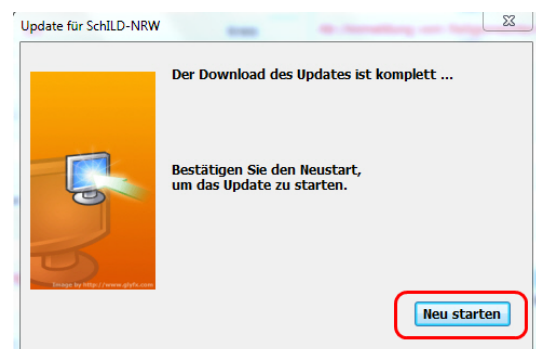 Update für SchILD-NRW
Der Download des Updates ist komplett ...
Bestätigen Sie den Neustart,
um das Update zu starten.
Image by http://www.glyfx.com
Neu starten